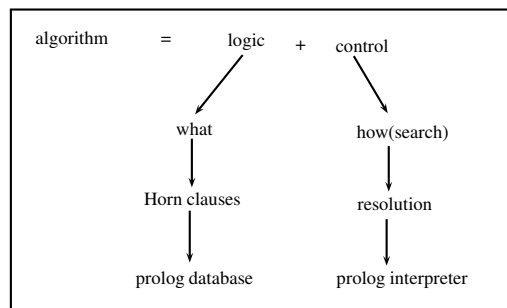 algorithm = logic + control
what how(search)
Horn clauses resolution
prolog database prolog interpreter